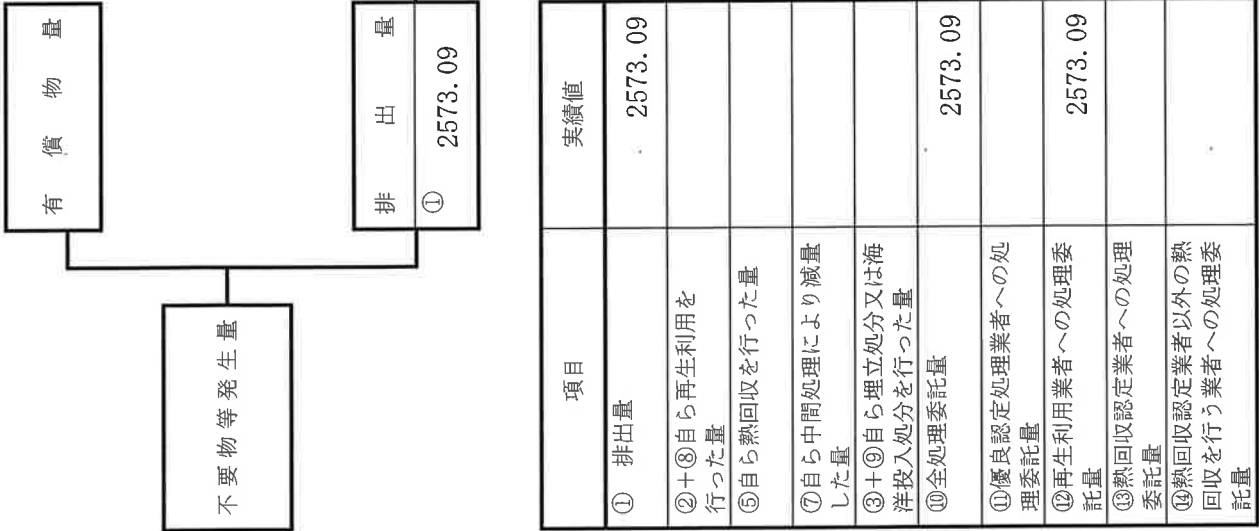 有償物量
不要物等発生量
排出量
①
2573.09
項目
実績値
① 排出量
2573.09
②+⑧自ら再生利用を
行った量
⑤自ら熱回収を行った量
⑦自ら中間処理により減量
した量
③+⑨自ら埋立処分又は海
洋投入処分を行った量
⑩全処理委託量
2573.09
⑪優良認定処理業者への処
理委託量
⑫再生利用業者への処理委
託量
2573.09
⑬熱回収認定業者への処理
委託量
⑭熱回収認定業者以外の熱
回収を行う業者への処理委
託量